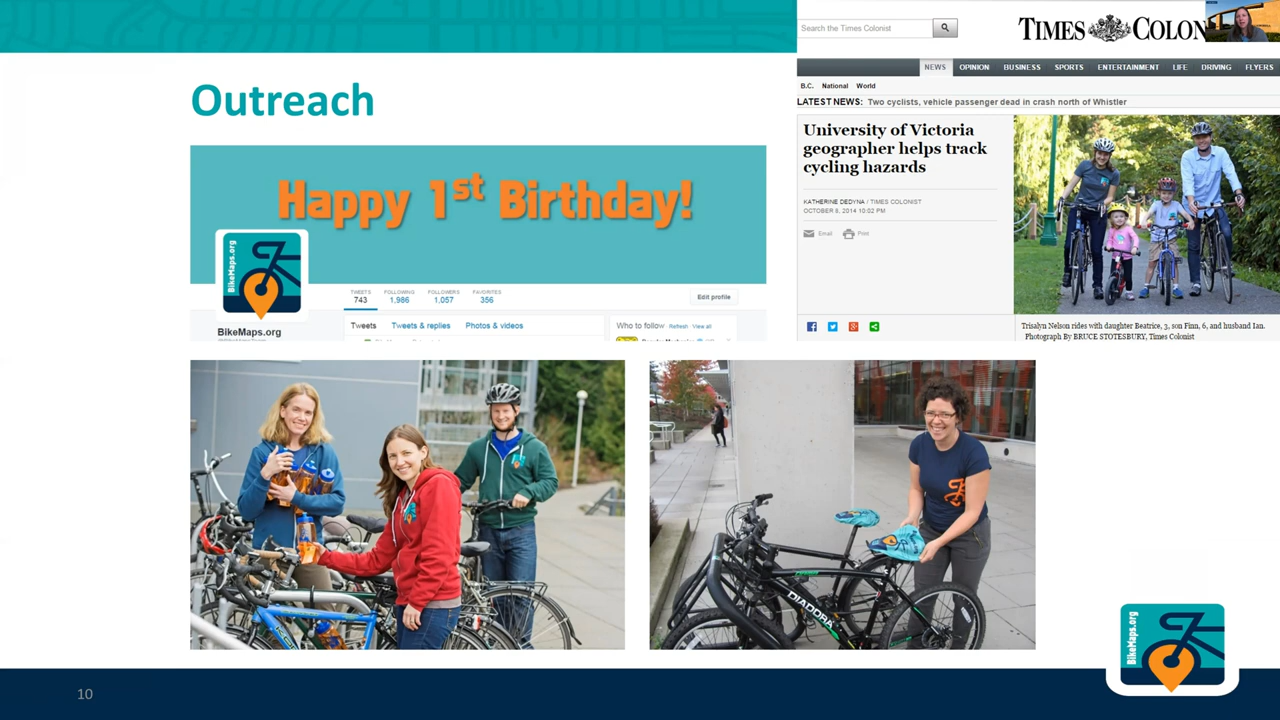 Outreach
Happy 1st Birthday!
BikeMaps.org
TWEETS FOLLOWING FOLLOWERS FAVORITES
743 1,986 1,057 356
Edit profile
BikeMaps.org
Tweets Tweets & replies Photos & videos
Who to follow Refresh View all
Search the Times Colonist
TIMES COLON
NEWS OPINION BUSINESS SPORTS ENTERTAINMENT LIFE DRIVING FLYERS
B.C. National World
LATEST NEWS: Two cyclists, vehicle passenger dead in crash north of Whistler
University of Victoria
geographer helps track
cycling hazards
KATHERINE DEDYNA / TIMES COLONIST
OCTOBER 8, 2014 10:02 PM
Email Print
Trisalyn Nelson rides with daughter Beatrice, 3, son Finn, 6, and husband Ian.
Photograph By BRUCE STOTESBURY, Times Colonist
DIADORA
BikeMaps.org
10